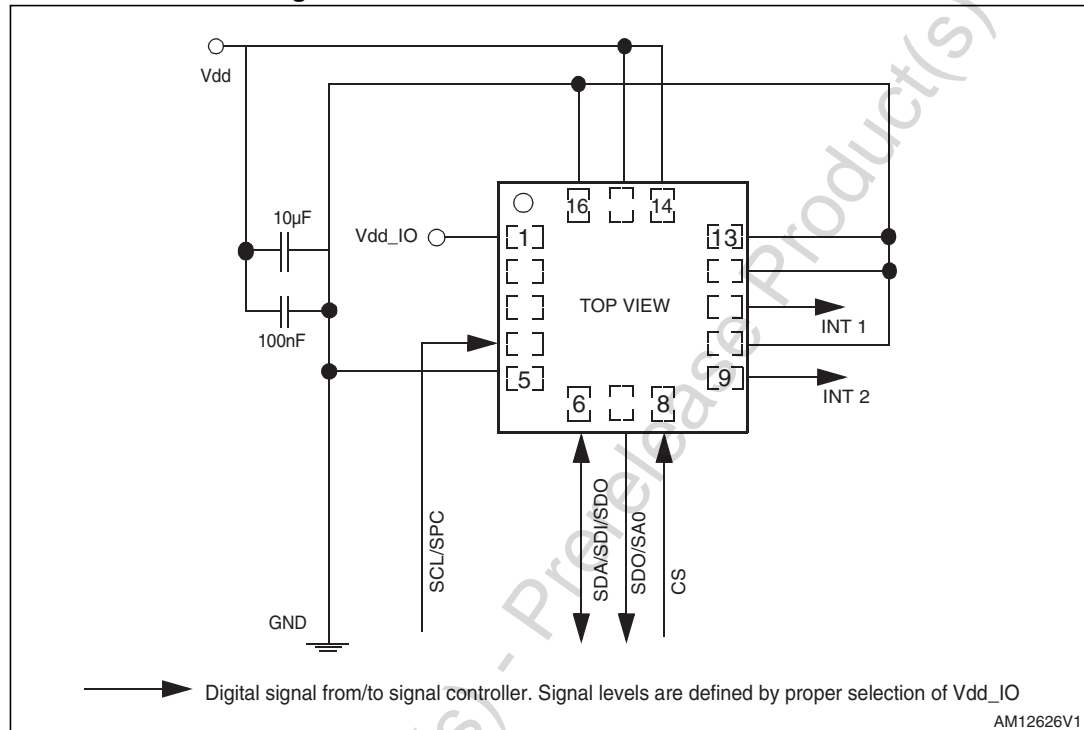 Vdd
10µF
Vdd_IO
100nF
16
14
1
13
TOP VIEW
INT 1
5
9
INT 2
6
8
SCL/SPC
SDA/SDI/SDO
SDO/SA0
CS
GND
Digital signal from/to signal controller. Signal levels are defined by proper selection of Vdd_IO
AM12626V1
(s) - Prerelease Product(s)